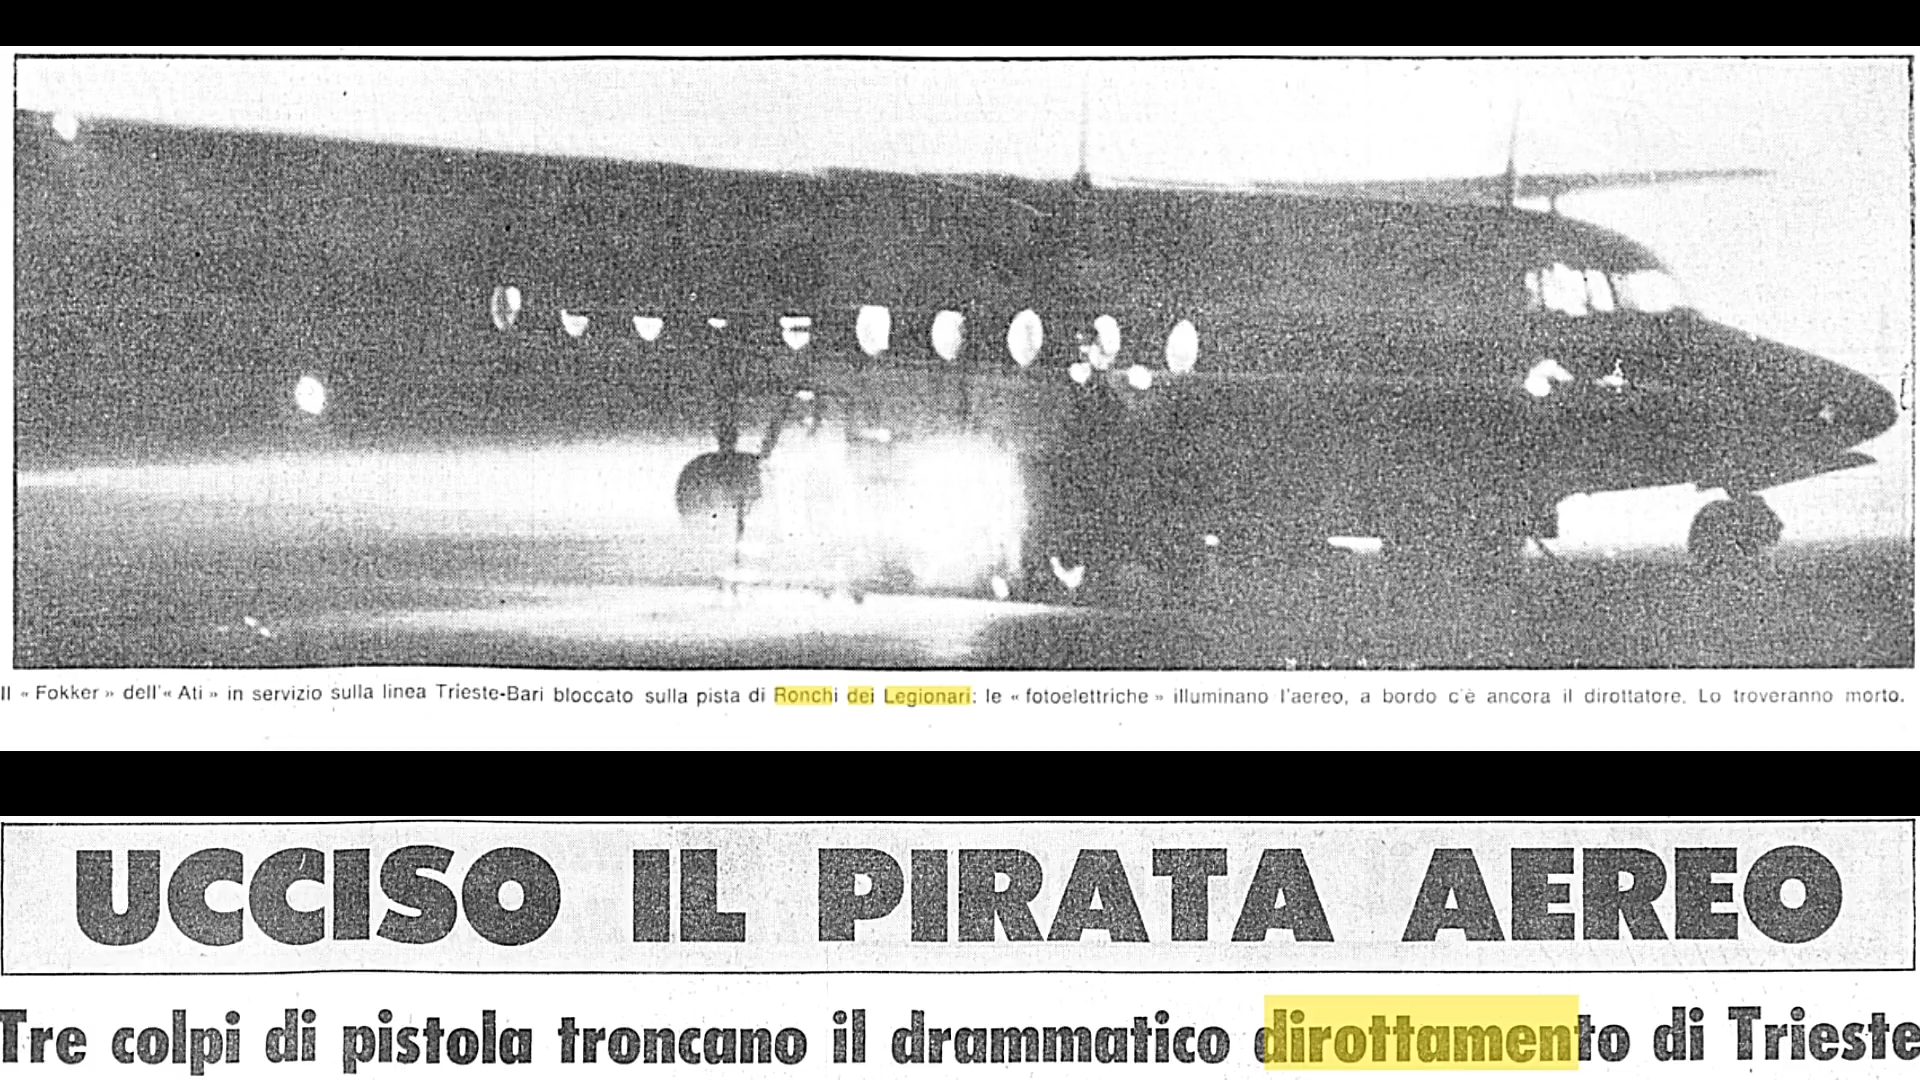 Il « Fokker » dell'« Ati » in servizio sulla linea Trieste-Bari bloccato sulla pista di Ronchi dei Legionari: le « fotoelettriche » illuminano l'aereo, a bordo c'è ancora il dirottatore. Lo troveranno morto.
UCCISO IL PIRATA AEREO
Tre colpi di pistola troncano il drammatico dirottamento di Trieste